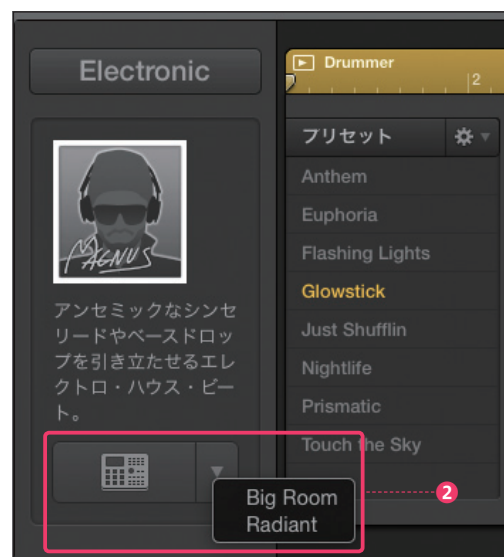 Electronic
Drummer
2
MAGNUS
アンセミックなシンセ
リードやベースドロッ
プを引き立たせるエレ
クトロ・ハウス・ビー
ト。
プリセット
Anthem
Euphoria
Flashing Lights
Glowstick
Just Shufflin
Nightlife
Prismatic
Touch the Sky
Big Room
Radiant
2